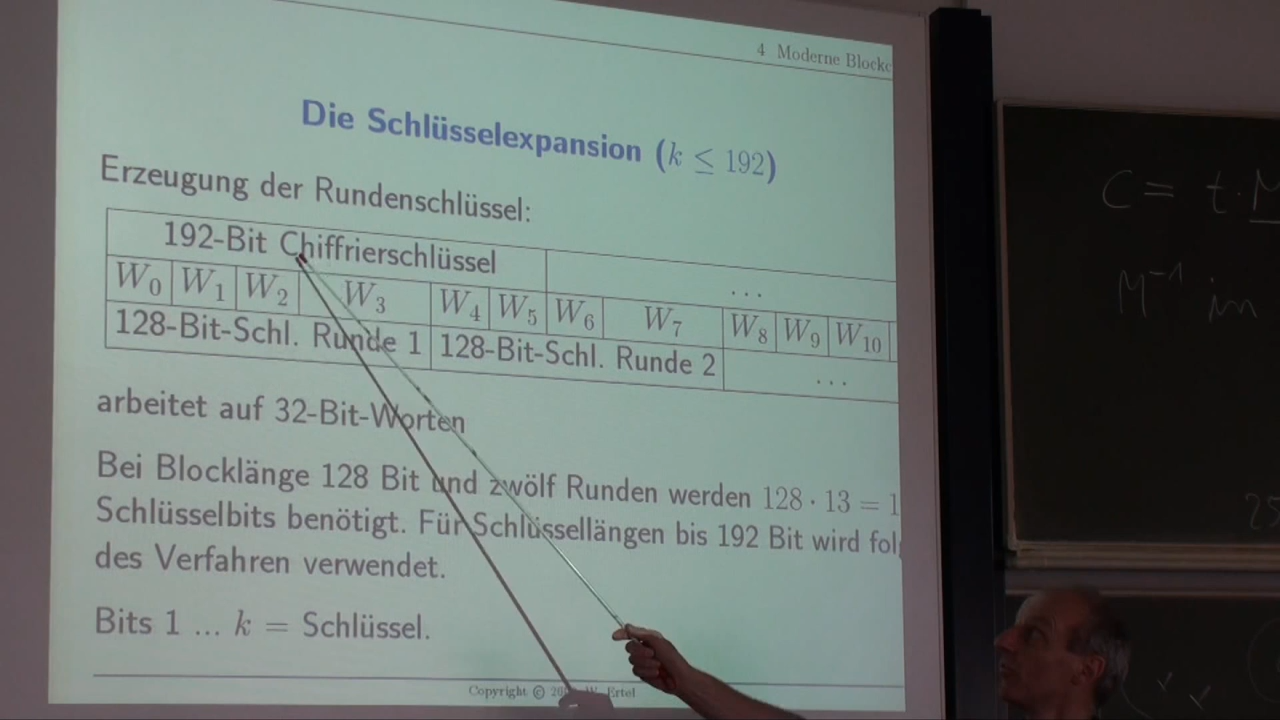 4 Moderne Blockc
Die Schlüsselexpansion (k ≤ 192)
Erzeugung der Rundenschlüssel:
192-Bit Chiffrierschlüssel ...
W0 W1 W2 W3 W4 W5 W6 W7 W8 W9 W10
128-Bit-Schl. Runde 1 128-Bit-Schl. Runde 2 ...
arbeitet auf 32-Bit-Worten
Bei Blocklänge 128 Bit und zwölf Runden werden 128 · 13 = 1
Schlüsselbits benötigt. Für Schlüssellängen bis 192 Bit wird fol
des Verfahren verwendet.
Bits 1 ... k = Schlüssel.
Copyright © W. Ertel
C = t · M
M⁻¹ in